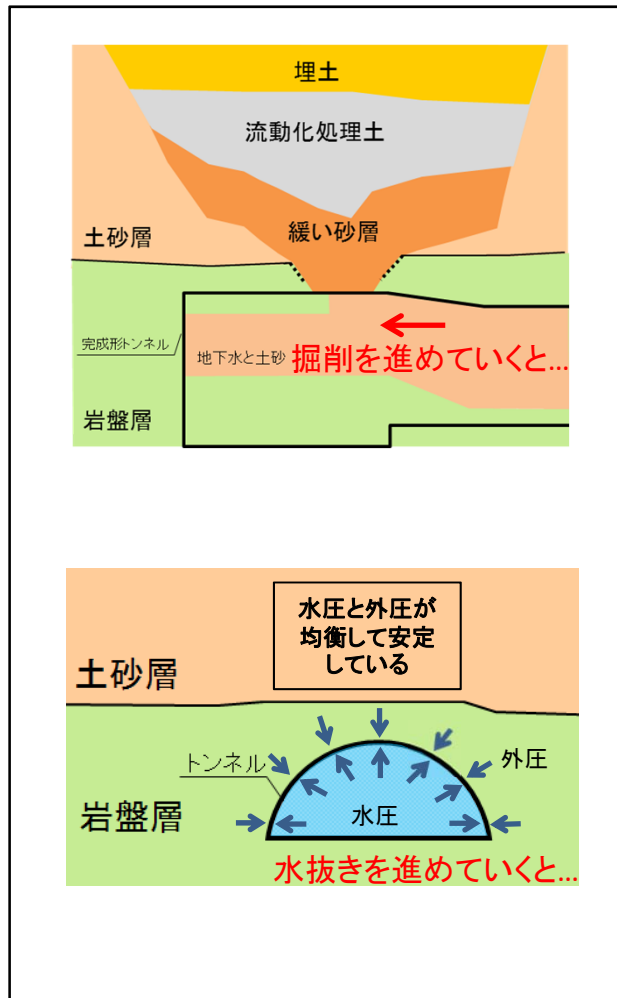 埋土
流動化処理土
緩い砂層
土砂層
完成形トンネル
地下水と土砂
掘削を進めていくと…
岩盤層
水圧と外圧が
均衡して安定
している
土砂層
トンネル
外圧
岩盤層
水圧
水抜きを進めていくと…